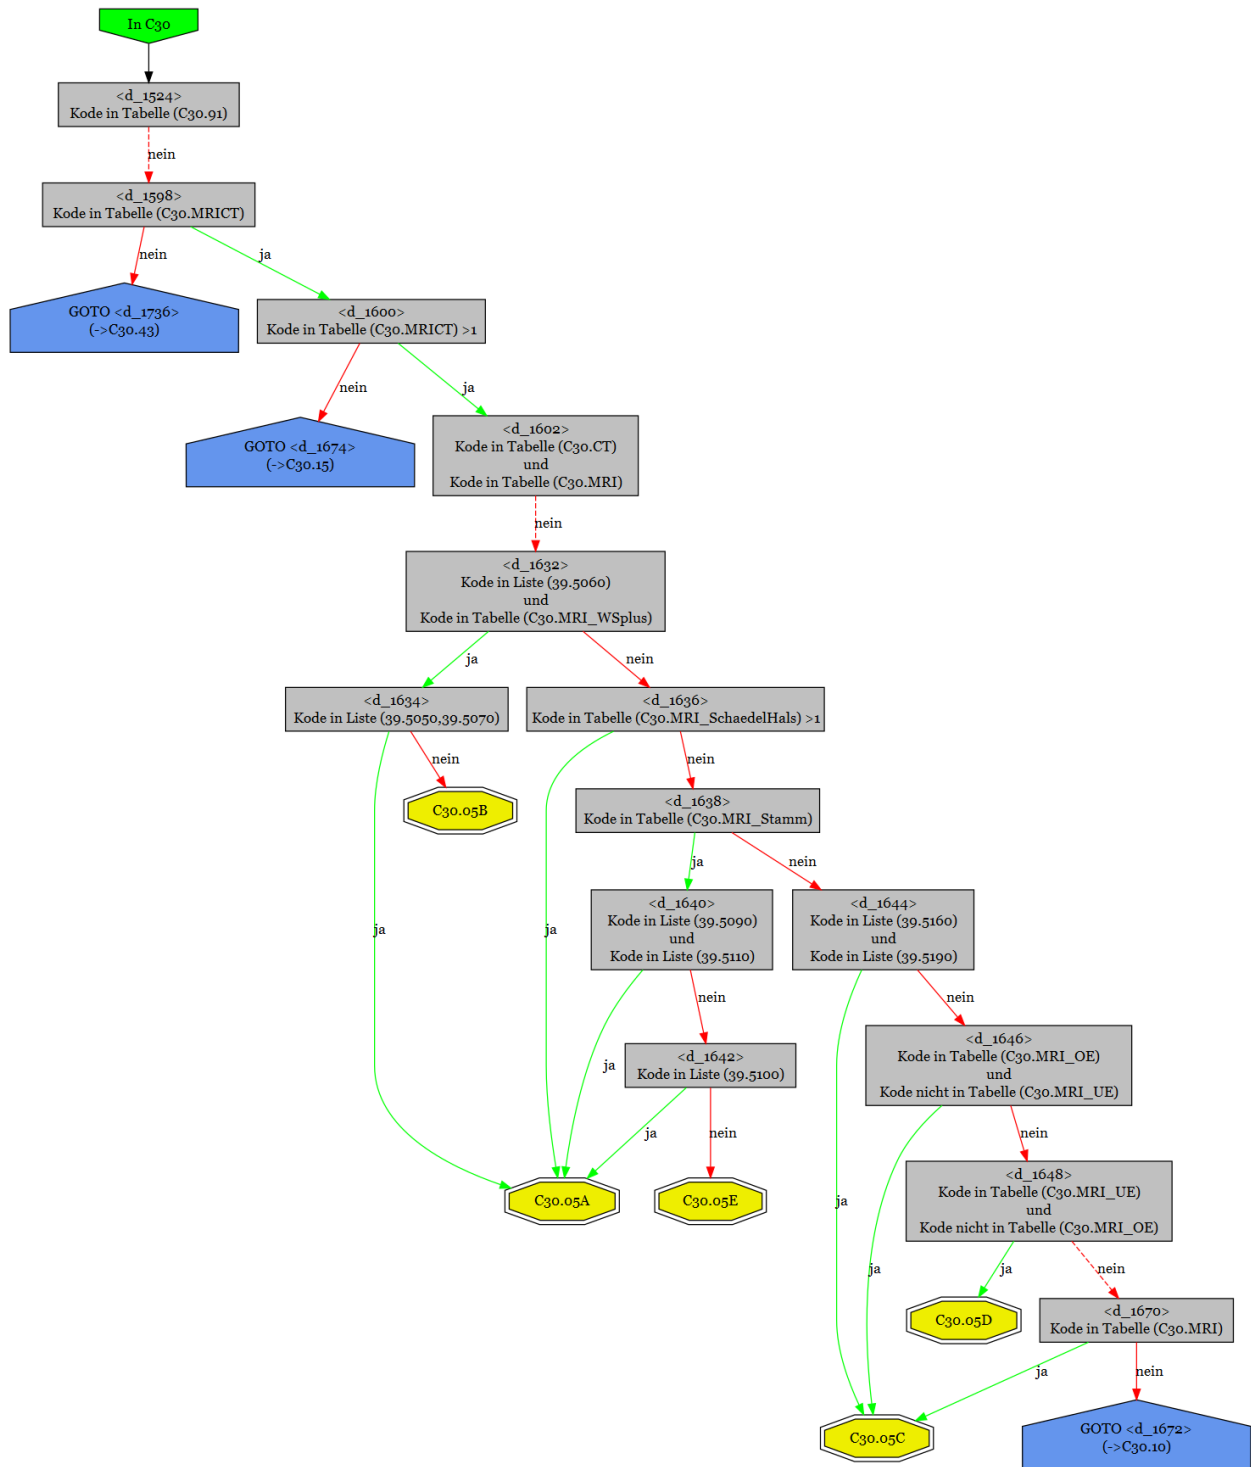 In C30
<d_1524>
Kode in Tabelle (C30.91)
nein
<d_1598>
Kode in Tabelle (C30.MRICT)
nein
ja
GOTO <d_1736>
(->C30.43)
<d_1600>
Kode in Tabelle (C30.MRICT) >1
nein
ja
GOTO <d_1674>
(->C30.15)
<d_1602>
Kode in Tabelle (C30.CT)
und
Kode in Tabelle (C30.MRI)
nein
<d_1632>
Kode in Liste (39.5060)
und
Kode in Tabelle (C30.MRI_WSplus)
ja
nein
<d_1634>
Kode in Liste (39.5050,39.5070)
<d_1636>
Kode in Tabelle (C30.MRI_SchaedelHals) >1
nein
nein
C30.05B
<d_1638>
Kode in Tabelle (C30.MRI_Stamm)
ja
nein
<d_1640>
Kode in Liste (39.5090)
und
Kode in Liste (39.5110)
<d_1644>
Kode in Liste (39.5160)
und
Kode in Liste (39.5190)
ja
ja
nein
nein
<d_1642>
Kode in Liste (39.5100)
<d_1646>
Kode in Tabelle (C30.MRI_OE)
und
Kode nicht in Tabelle (C30.MRI_UE)
ja
ja
nein
nein
<d_1648>
Kode in Tabelle (C30.MRI_UE)
und
Kode nicht in Tabelle (C30.MRI_OE)
C30.05A
C30.05E
ja
ja
ja
nein
C30.05D
<d_1670>
Kode in Tabelle (C30.MRI)
ja
nein
C30.05C
GOTO <d_1672>
(->C30.10)